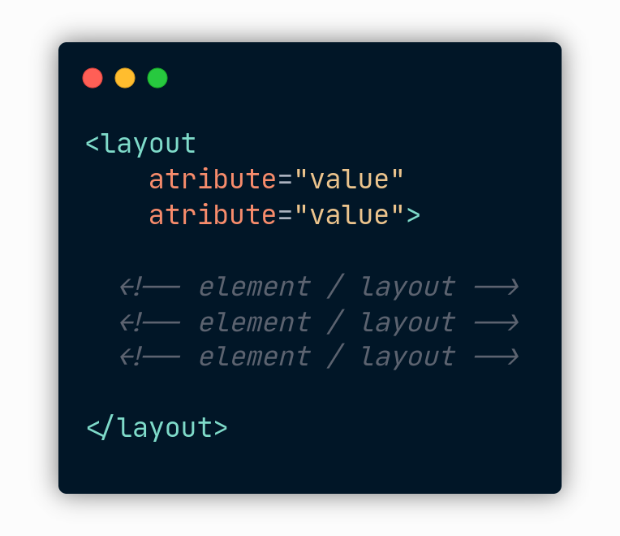 <layout
atribute="value"
atribute="value">
<!-- element / layout -->
<!-- element / layout -->
<!-- element / layout -->
</layout>